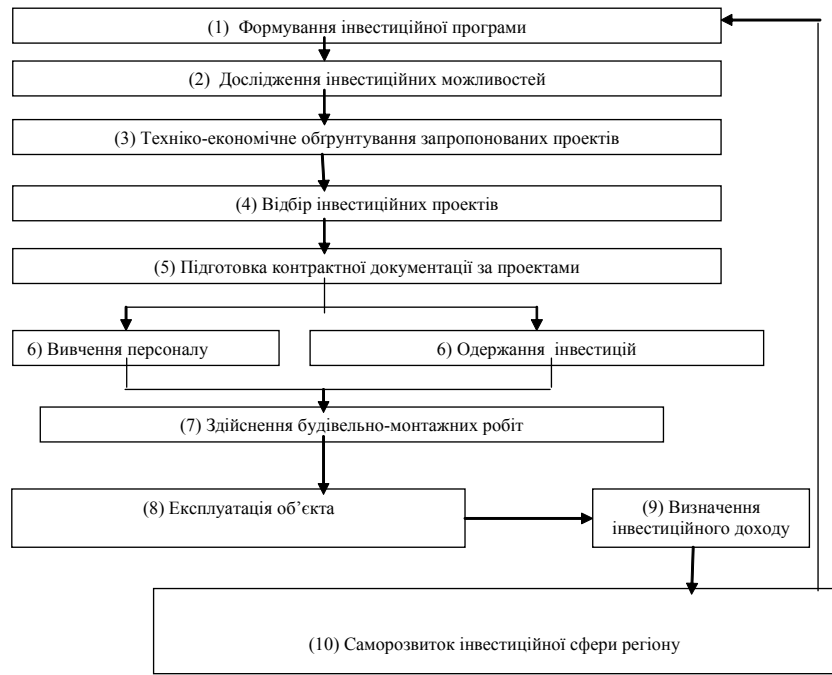 (1) Формування інвестиційної програми
(2) Дослідження інвестиційних можливостей
(3) Техніко-економічне обґрунтування запропонованих проектів
(4) Відбір інвестиційних проектів
(5) Підготовка контрактної документації за проектами
6) Вивчення персоналу
6) Одержання інвестицій
(7) Здійснення будівельно-монтажних робіт
(8) Експлуатація об’єкта
(9) Визначення
інвестиційного доходу
(10) Саморозвиток інвестиційної сфери регіону